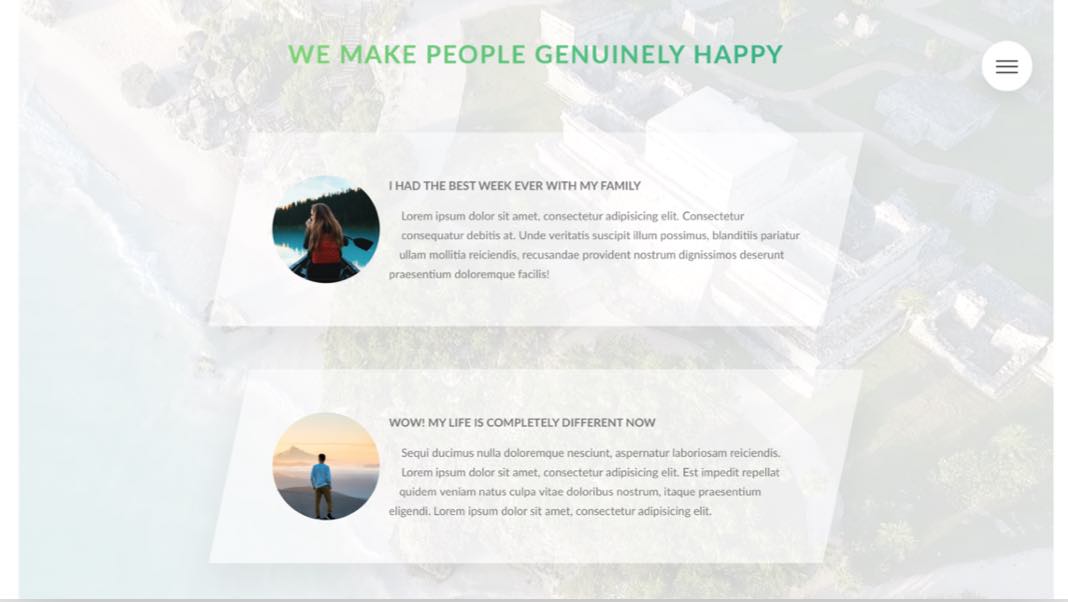 WE MAKE PEOPLE GENUINELY HAPPY
I HAD THE BEST WEEK EVER WITH MY FAMILY
Lorem ipsum dolor sit amet, consectetur adipisicing elit. Consectetur
consequatur debitis at. Unde veritatis suscipit illum possimus, blanditiis pariatur
ullam mollitia reiciendis, recusandae provident nostrum dignissimos deserunt
praesentium doloremque facilis!
WOW! MY LIFE IS COMPLETELY DIFFERENT NOW
Sequi ducimus nulla doloremque nesciunt, aspernatur laboriosam reiciendis.
Lorem ipsum dolor sit amet, consectetur adipisicing elit. Est impedit repellat
quidem veniam natus culpa vitae doloribus nostrum, itaque praesentium
eligendi. Lorem ipsum dolor sit amet, consectetur adipisicing elit.